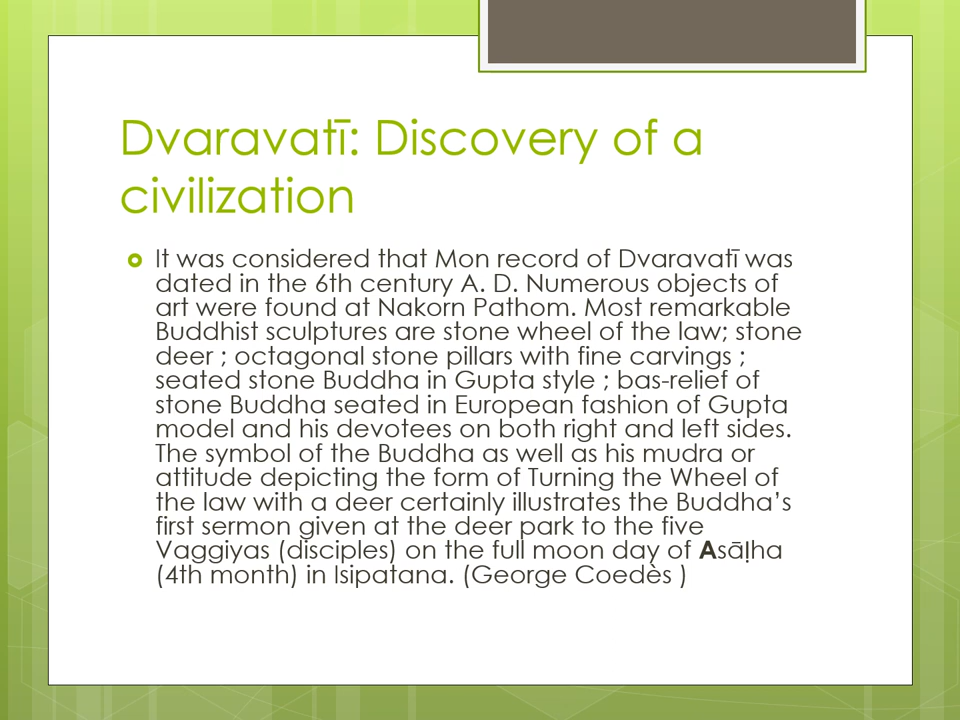 Dvaravatī: Discovery of a
civilization
It was considered that Mon record of Dvaravatī was
dated in the 6th century A. D. Numerous objects of
art were found at Nakorn Pathom. Most remarkable
Buddhist sculptures are stone wheel of the law; stone
deer ; octagonal stone pillars with fine carvings ;
seated stone Buddha in Gupta style ; bas-relief of
stone Buddha seated in European fashion of Gupta
model and his devotees on both right and left sides.
The symbol of the Buddha as well as his mudra or
attitude depicting the form of Turning the Wheel of
the law with a deer certainly illustrates the Buddha’s
first sermon given at the deer park to the five
Vaggiyas (disciples) on the full moon day of Asāḷha
(4th month) in Isipatana. (George Coedès )